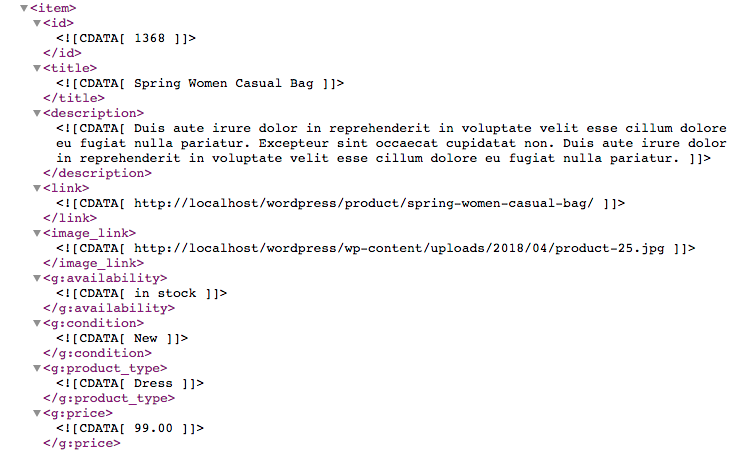 <item>
<id>
<![CDATA[ 1368 ]]>
</id>
<title>
<![CDATA[ Spring Women Casual Bag ]]>
</title>
<description>
<![CDATA[ Duis aute irure dolor in reprehenderit in voluptate velit esse cillum dolore
eu fugiat nulla pariatur. Excepteur sint occaecat cupidatat non. Duis aute irure dolor
in reprehenderit in voluptate velit esse cillum dolore eu fugiat nulla pariatur. ]]>
</description>
<link>
<![CDATA[ http://localhost/wordpress/product/spring-women-casual-bag/ ]]>
</link>
<image_link>
<![CDATA[ http://localhost/wordpress/wp-content/uploads/2018/04/product-25.jpg ]]>
</image_link>
<g:availability>
<![CDATA[ in stock ]]>
</g:availability>
<g:condition>
<![CDATA[ New ]]>
</g:condition>
<g:product_type>
<![CDATA[ Dress ]]>
</g:product_type>
<g:price>
<![CDATA[ 99.00 ]]>
</g:price>